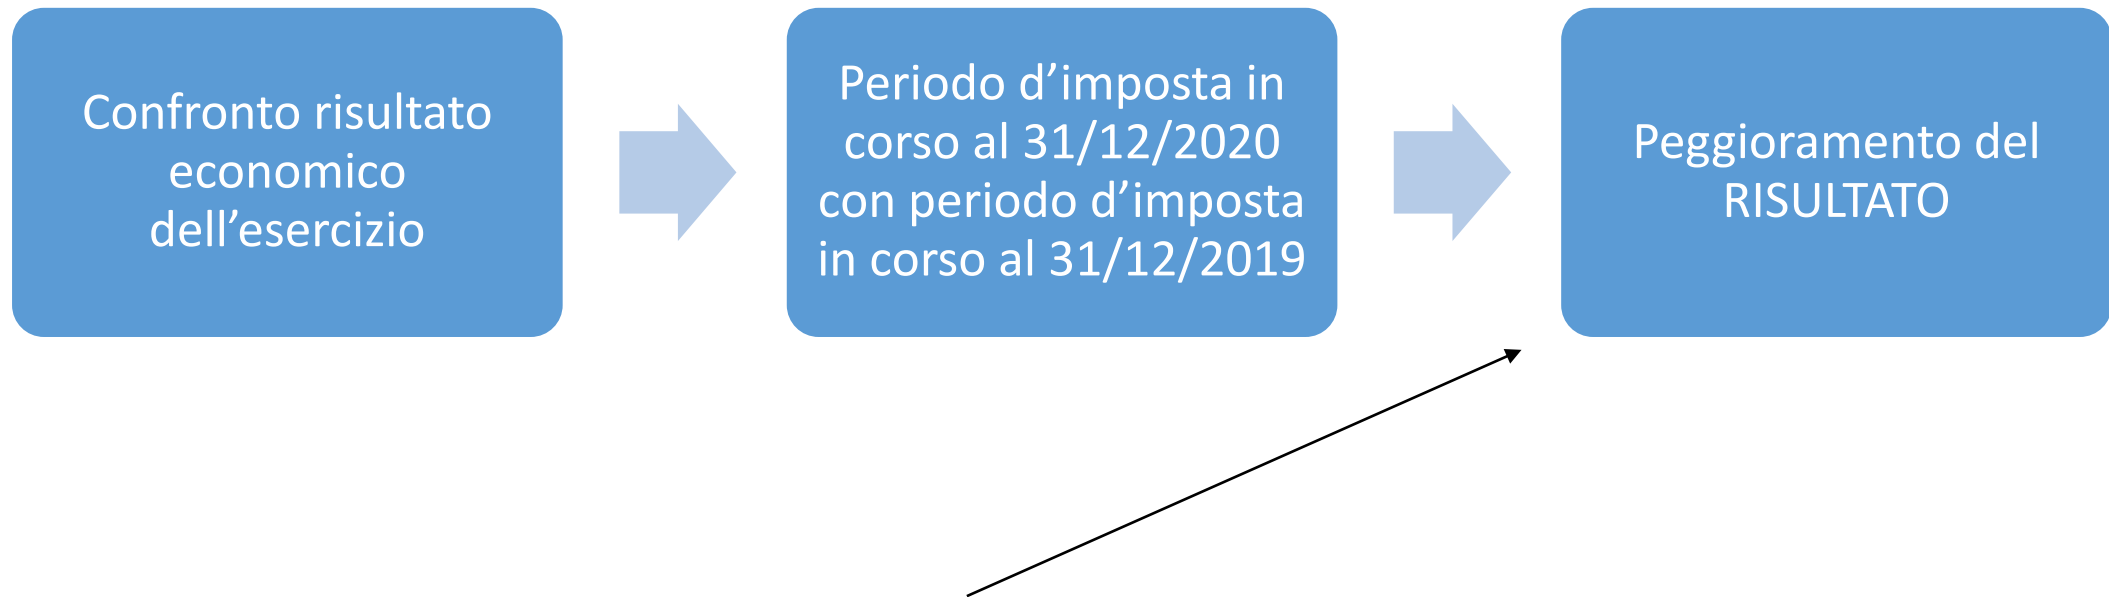 Confronto risultato
economico
dell’esercizio
Periodo d’imposta in
corso al 31/12/2020
con periodo d’imposta
in corso al 31/12/2019
Peggioramento del
RISULTATO